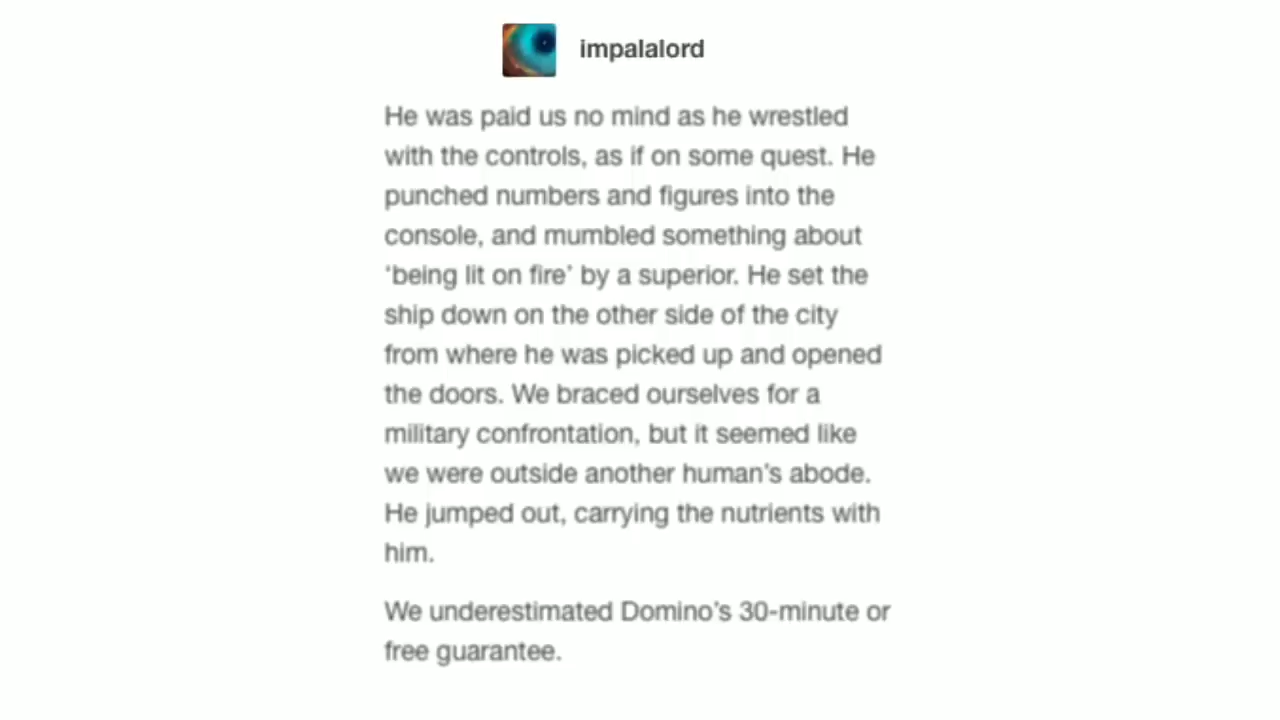 impalalord
He was paid us no mind as he wrestled
with the controls, as if on some quest. He
punched numbers and figures into the
console, and mumbled something about
‘being lit on fire’ by a superior. He set the
ship down on the other side of the city
from where he was picked up and opened
the doors. We braced ourselves for a
military confrontation, but it seemed like
we were outside another human’s abode.
He jumped out, carrying the nutrients with
him.
We underestimated Domino’s 30-minute or
free guarantee.